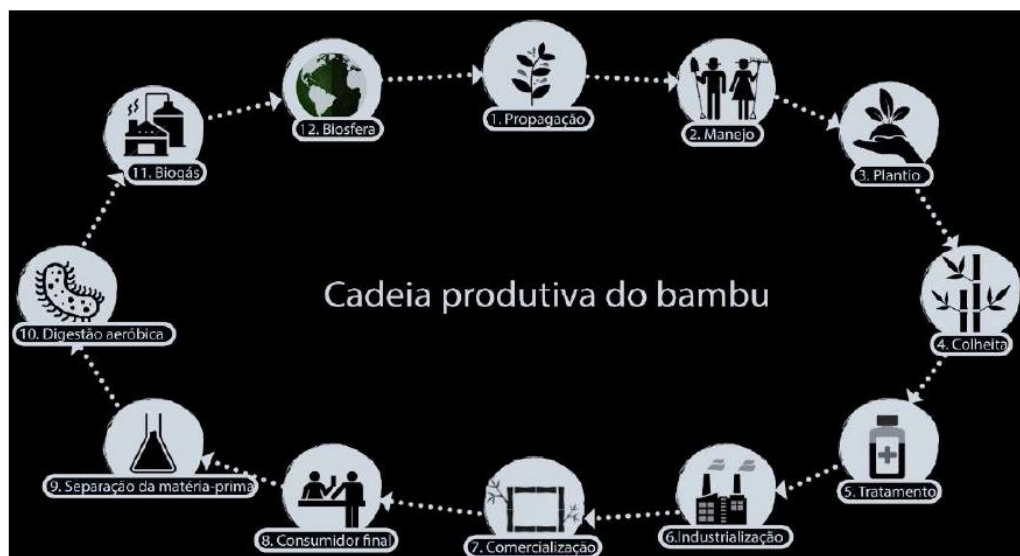 Cadeia produtiva do bambu
1. Propagação
2. Manejo
3. Plantio
4. Colheita
5. Tratamento
6.Industrialização
7. Comercialização
8. Consumidor final
9. Separação da matéria-prima
10. Digestão aeróbica
11. Biogás
12. Biosfera